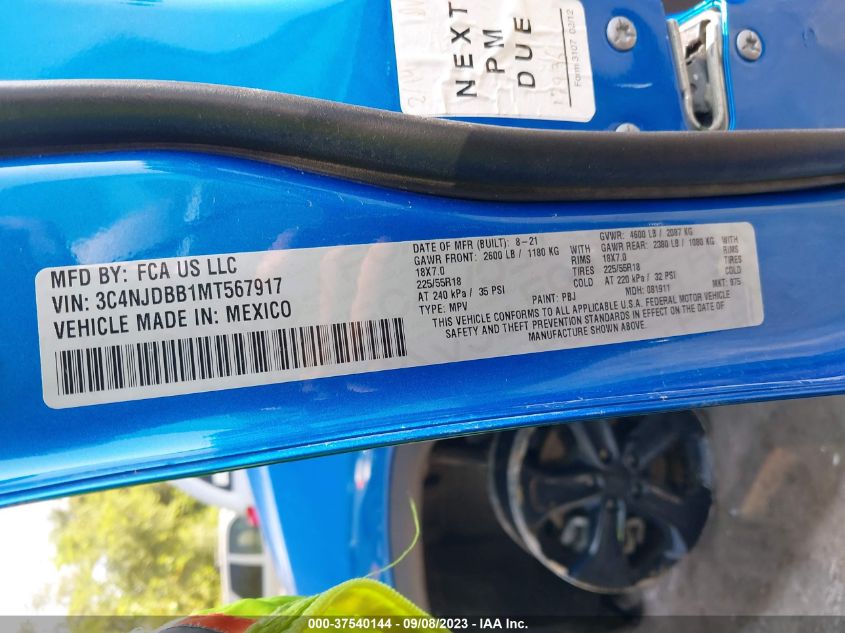 NEXT
PM
DUE
Form 3107 03/12
MFD BY: FCA US LLC
VIN: 3C4NJDBB1MT567917
VEHICLE MADE IN: MEXICO
DATE OF MFR (BUILT): 8-21
GVWR: 4600 LB / 2087 KG
GAWR FRONT: 2600 LB / 1180 KG WITH
18X7.0 RIMS
225/55R18 TIRES
AT 240 kPa / 35 PSI
GAWR REAR: 2380 LB / 1080 KG WITH
18X7.0 RIMS
225/55R18 TIRES
AT 220 kPa / 32 PSI
TYPE: MPV PAINT: PBJ MDH: 081911 MKT: 975
THIS VEHICLE CONFORMS TO ALL APPLICABLE U.S.A. FEDERAL MOTOR VEHICLE
SAFETY AND THEFT PREVENTION STANDARDS IN EFFECT ON THE DATE OF
MANUFACTURE SHOWN ABOVE.
000-37540144 - 09/08/2023 - IAA Inc.